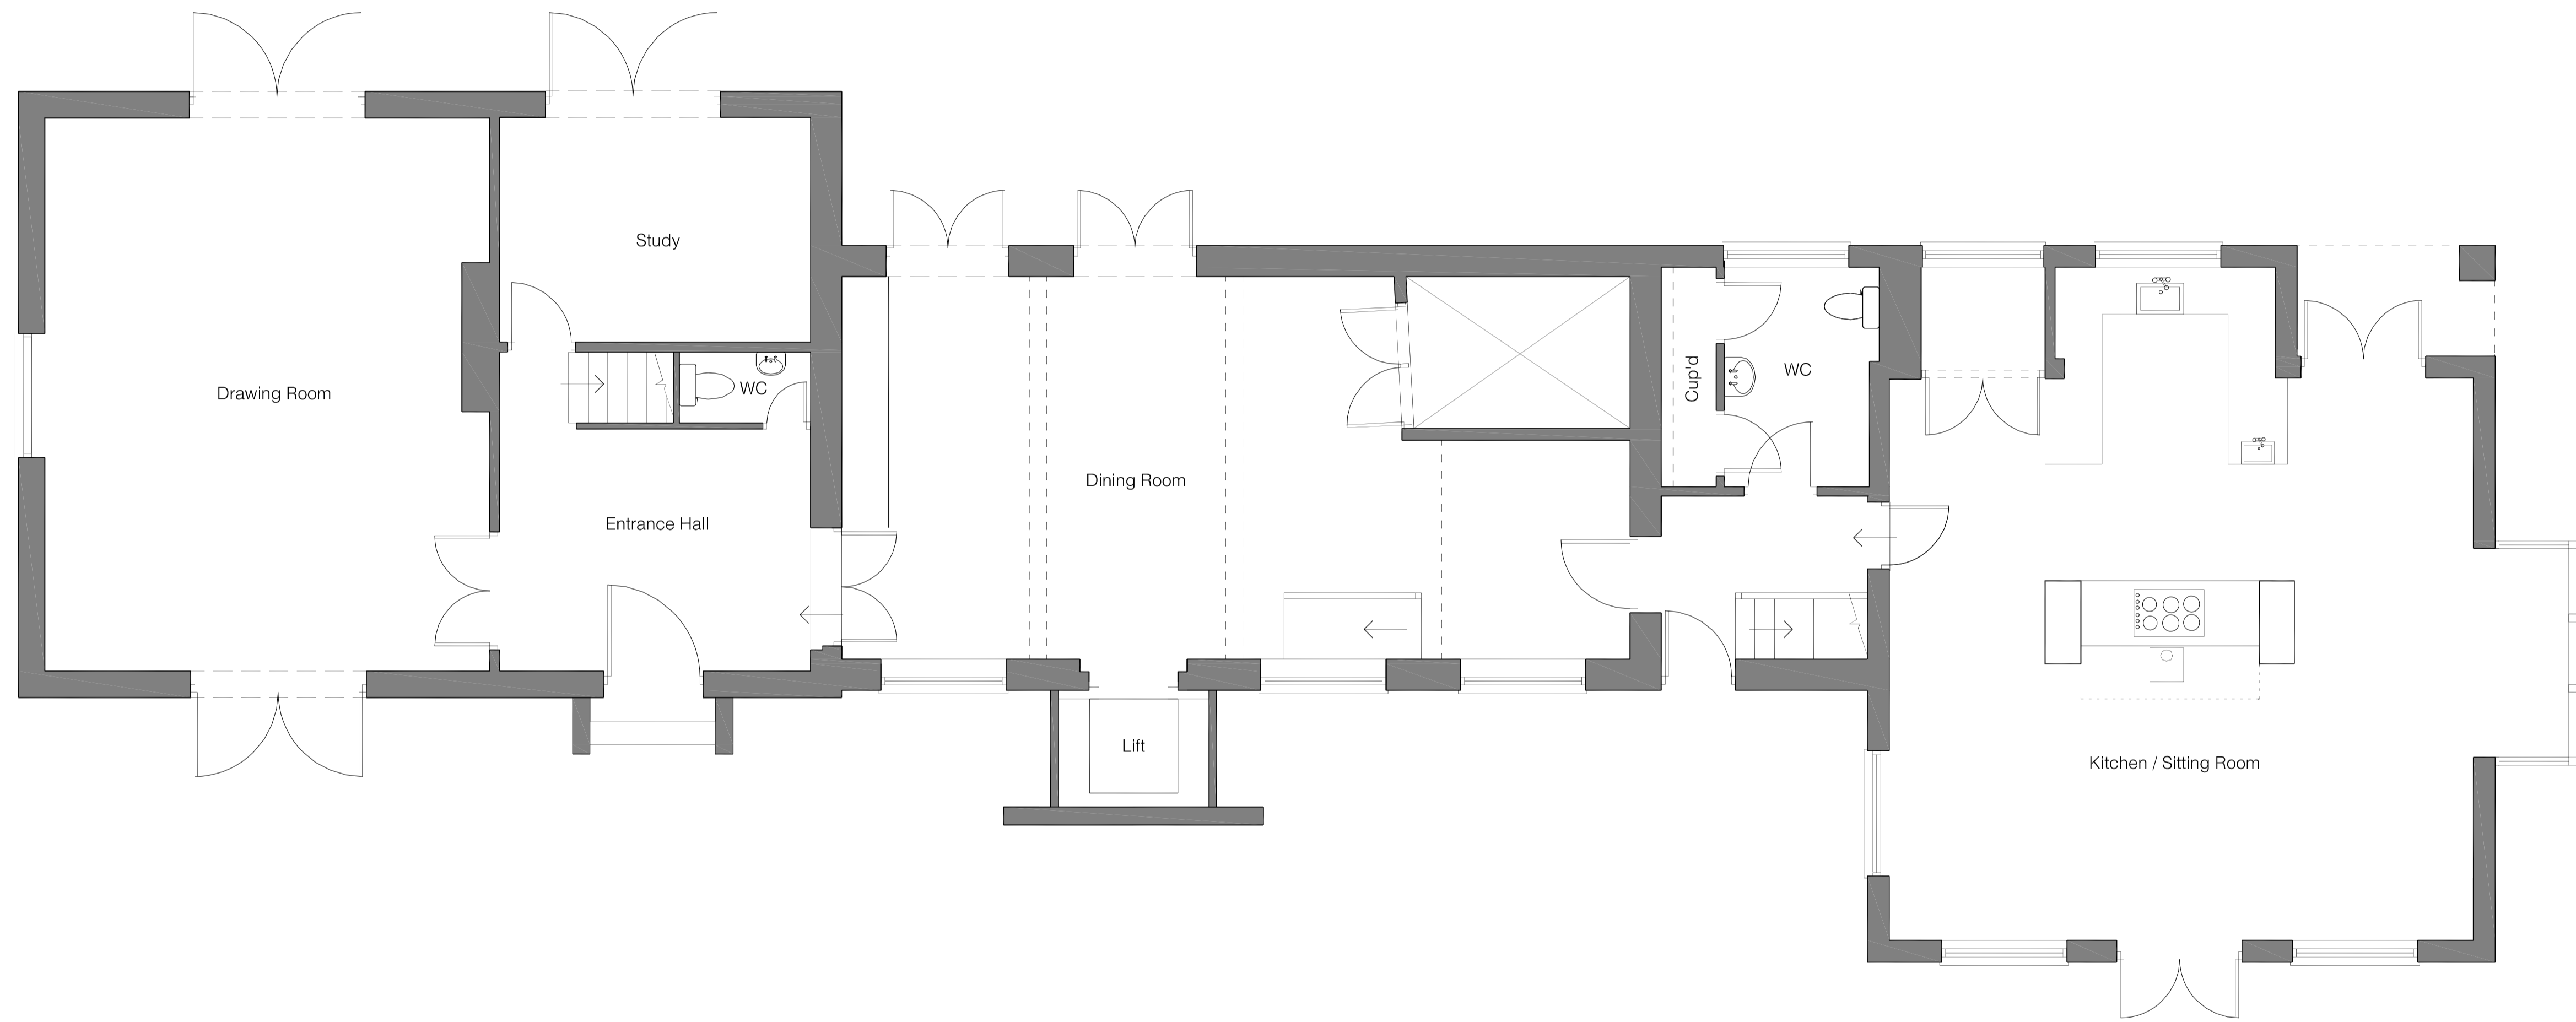 Study
Drawing Room
WC
Entrance Hall
Dining Room
Lift
Cup'd
WC
Kitchen / Sitting Room